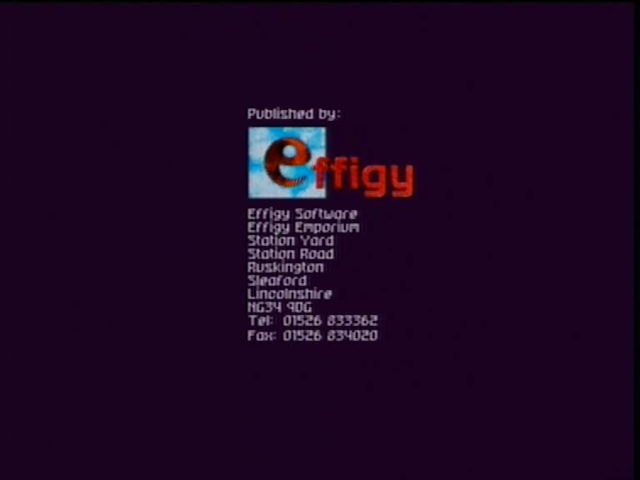 Published by:
effigy
Effigy Software
Effigy Emporium
Station Yard
Station Road
Ruskington
Sleaford
Lincolnshire
NG34 9DG
Tel: 01526 833362
Fax: 01526 834020